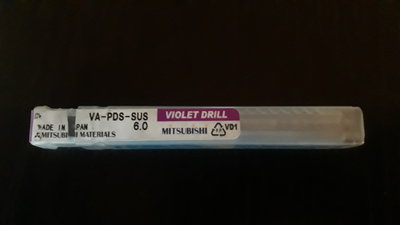 VA-PDS-SUS
6.0
MADE IN JAPAN
MITSUBISHI MATERIALS
VIOLET DRILL
MITSUBISHI VD1